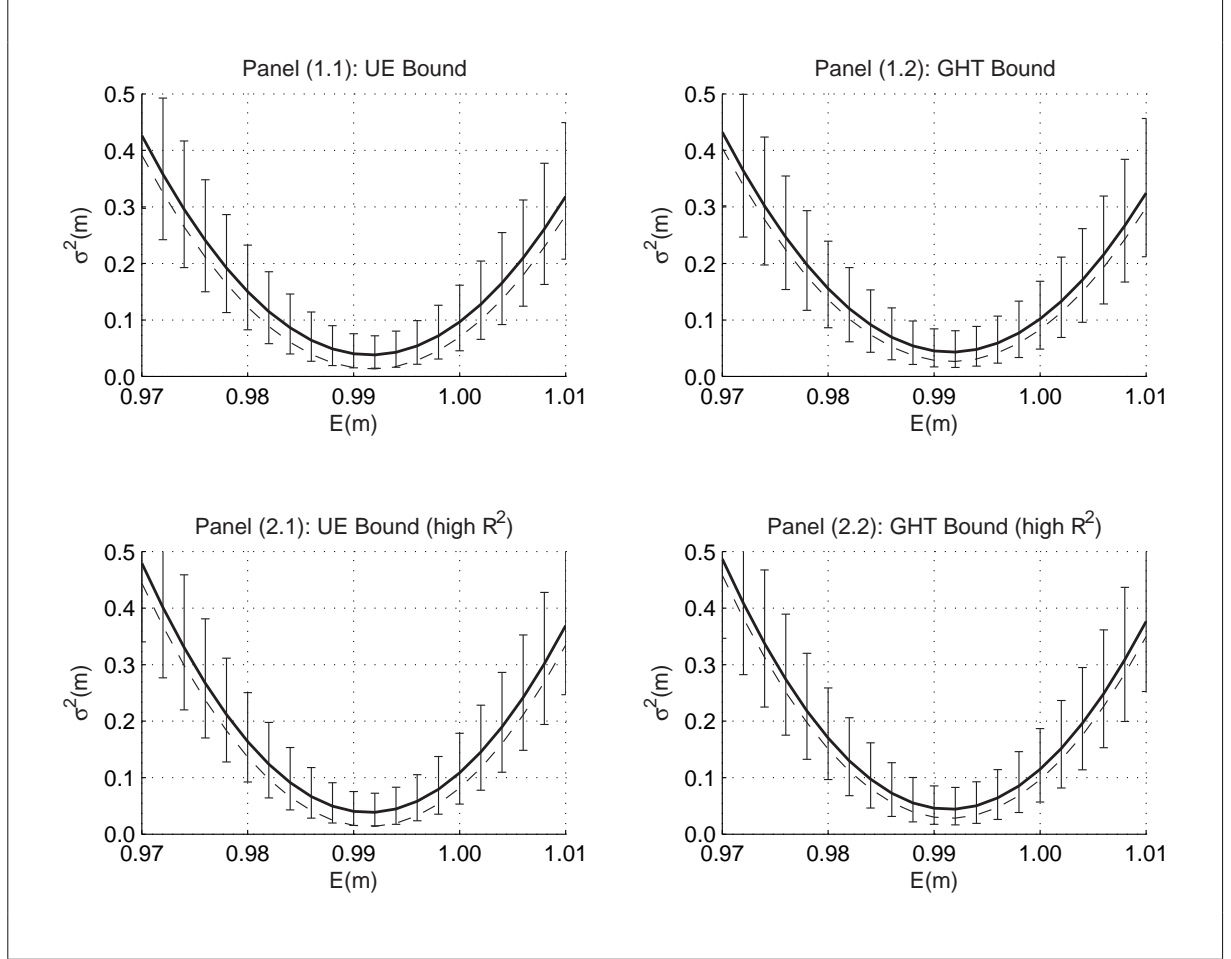 Panel (1.1): UE Bound
0.5
0.4
0.3
0.2
0.1
0.0
σ²(m)
0.97 0.98 0.99 1.00 1.01
E(m)
Panel (1.2): GHT Bound
0.5
0.4
0.3
0.2
0.1
0.0
σ²(m)
0.97 0.98 0.99 1.00 1.01
E(m)
Panel (2.1): UE Bound (high R²)
0.5
0.4
0.3
0.2
0.1
0.0
σ²(m)
0.97 0.98 0.99 1.00 1.01
E(m)
Panel (2.2): GHT Bound (high R²)
0.5
0.4
0.3
0.2
0.1
0.0
σ²(m)
0.97 0.98 0.99 1.00 1.01
E(m)